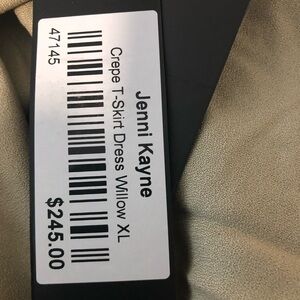 Jenni Kayne
Crepe T-Skirt Dress Willow XL
47145
$245.00